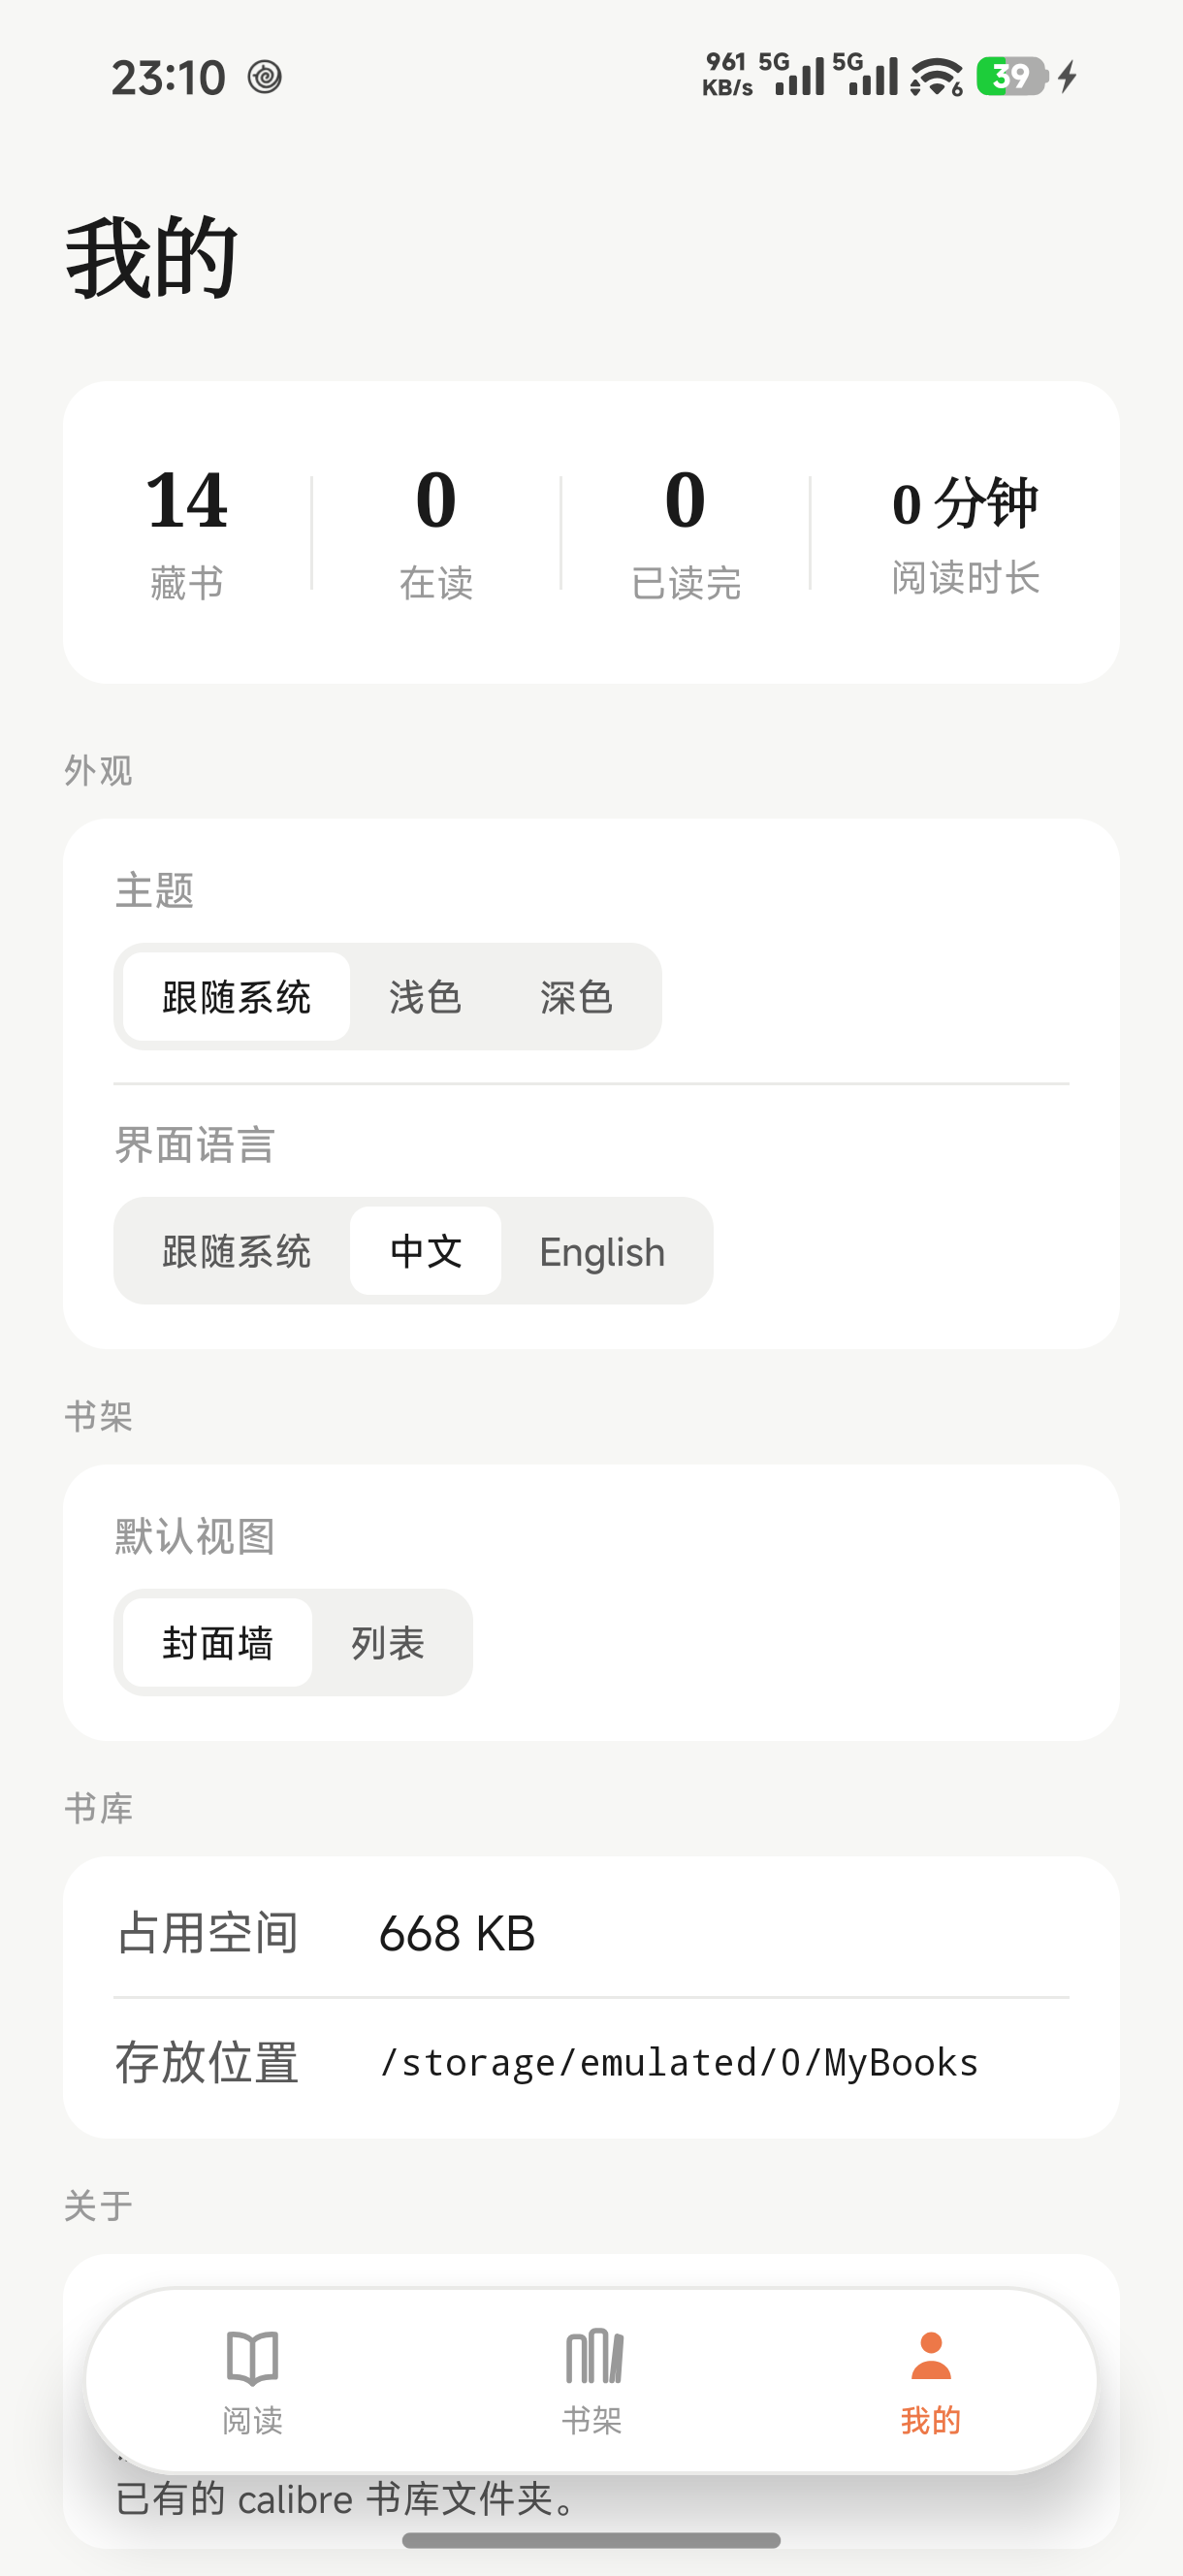 23:10
961 KB/s 5G 5G 6 39
我的
14 0 0 0 分钟
藏书 在读 已读完 阅读时长
外观
主题
跟随系统 浅色 深色
界面语言
跟随系统 中文 English
书架
默认视图
封面墙 列表
书库
占用空间 668 KB
存放位置 /storage/emulated/0/MyBooks
关于
阅读 书架 我的
已有的 calibre 书库文件夹。